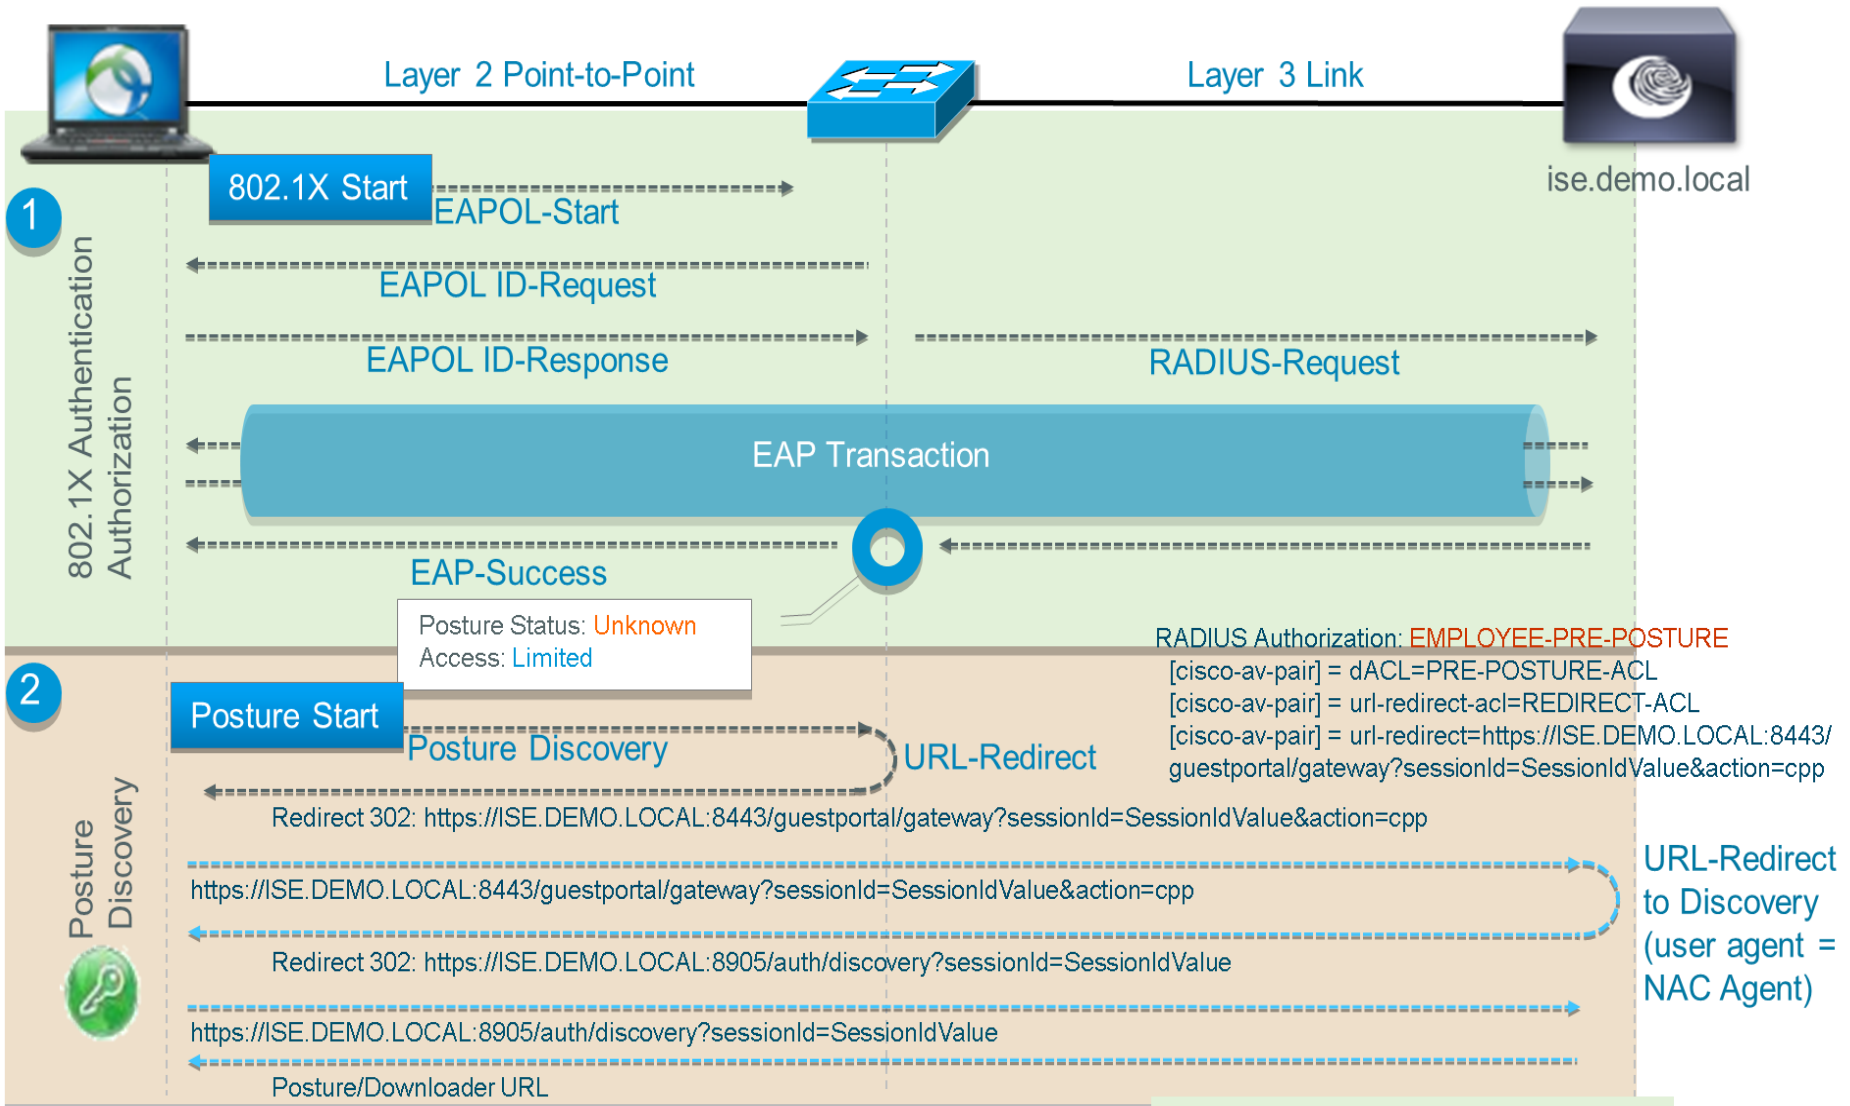 Layer 2 Point-to-Point
Layer 3 Link
ise.demo.local
1
802.1X Authentication
Authorization
802.1X Start
EAPOL-Start
EAPOL ID-Request
EAPOL ID-Response
RADIUS-Request
EAP Transaction
EAP-Success
Posture Status: Unknown
Access: Limited
RADIUS Authorization: EMPLOYEE-PRE-POSTURE
[cisco-av-pair] = dACL=PRE-POSTURE-ACL
[cisco-av-pair] = url-redirect-acl=REDIRECT-ACL
[cisco-av-pair] = url-redirect=https://ISE.DEMO.LOCAL:8443/
guestportal/gateway?sessionId=SessionIdValue&action=cpp
2
Posture
Discovery
Posture Start
Posture Discovery
URL-Redirect
Redirect 302: https://ISE.DEMO.LOCAL:8443/guestportal/gateway?sessionId=SessionIdValue&action=cpp
https://ISE.DEMO.LOCAL:8443/guestportal/gateway?sessionId=SessionIdValue&action=cpp
URL-Redirect
to Discovery
(user agent =
NAC Agent)
Redirect 302: https://ISE.DEMO.LOCAL:8905/auth/discovery?sessionId=SessionIdValue
https://ISE.DEMO.LOCAL:8905/auth/discovery?sessionId=SessionIdValue
Posture/Downloader URL